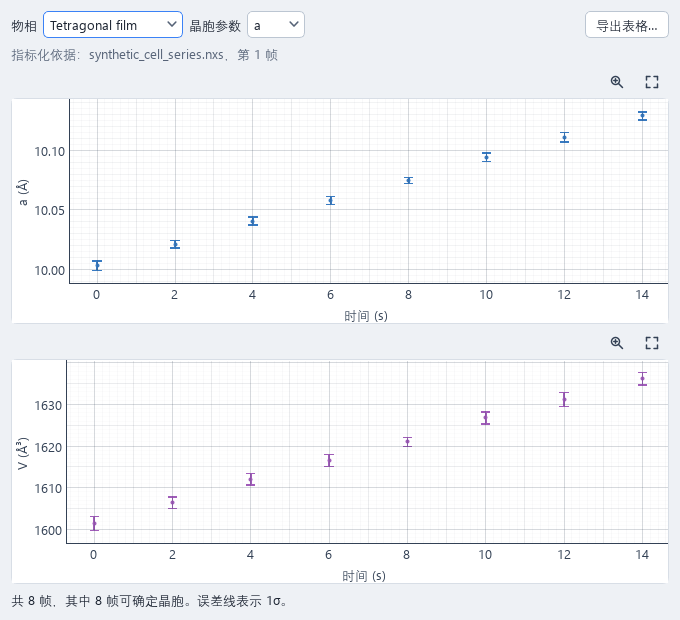 物相 Tetragonal film 晶胞参数 a 导出表格...
指标化依据：synthetic_cell_series.nxs，第 1 帧
10.10
10.05
10.00
a (Å)
0 2 4 6 8 10 12 14
时间 (s)
1630
1620
1610
1600
V (Å³)
0 2 4 6 8 10 12 14
时间 (s)
共 8 帧，其中 8 帧可确定晶胞。误差线表示 1σ。